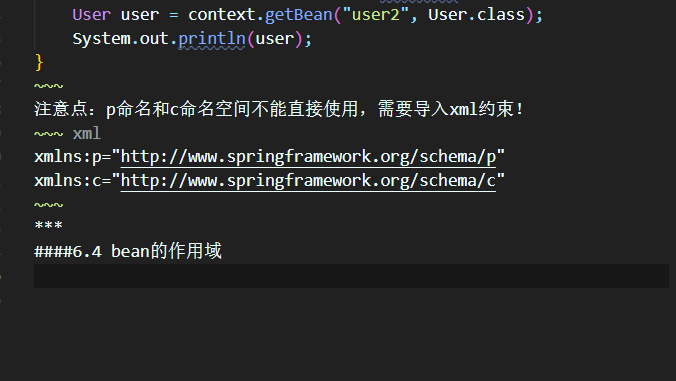 User user = context.getBean("user2", User.class);
System.out.println(user);
}
~~~
注意点：p命名和c命名空间不能直接使用，需要导入xml约束！
~~~ xml
xmlns:p="http://www.springframework.org/schema/p"
xmlns:c="http://www.springframework.org/schema/c"
~~~
***
####6.4 bean的作用域